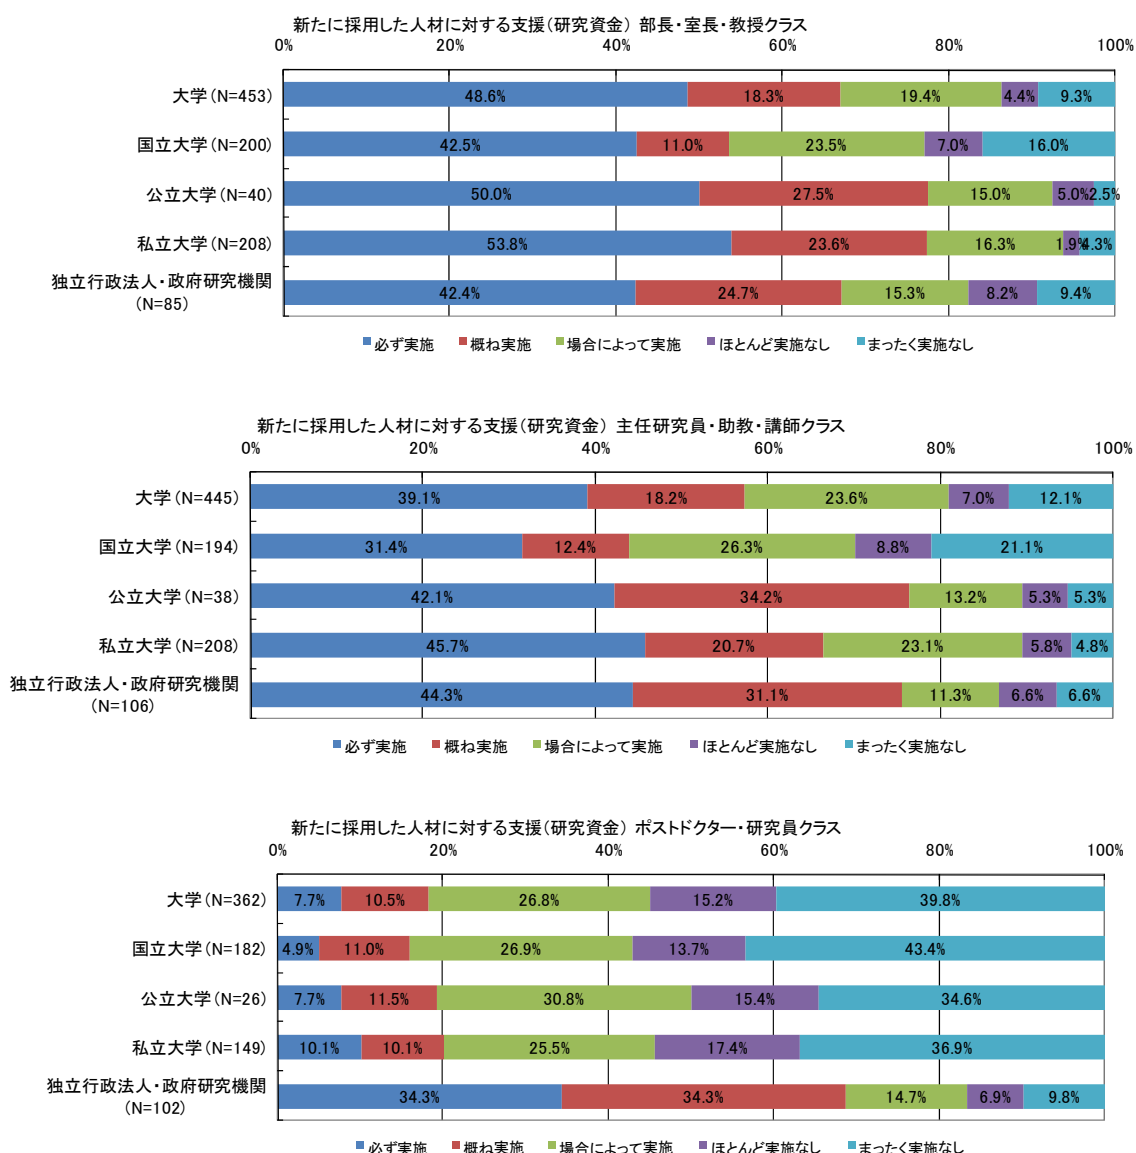 新たに採用した人材に対する支援(研究資金) 部長・室長・教授クラス
0% 20% 40% 60% 80% 100%
大学(N=453) 48.6% 18.3% 19.4% 4.4% 9.3%
国立大学(N=200) 42.5% 11.0% 23.5% 7.0% 16.0%
公立大学(N=40) 50.0% 27.5% 15.0% 5.0% 2.5%
私立大学(N=208) 53.8% 23.6% 16.3% 1.9% 4.3%
独立行政法人・政府研究機関
(N=85) 42.4% 24.7% 15.3% 8.2% 9.4%
必ず実施 概ね実施 場合によって実施 ほとんど実施なし まったく実施なし
新たに採用した人材に対する支援(研究資金) 主任研究員・助教・講師クラス
0% 20% 40% 60% 80% 100%
大学(N=445) 39.1% 18.2% 23.6% 7.0% 12.1%
国立大学(N=194) 31.4% 12.4% 26.3% 8.8% 21.1%
公立大学(N=38) 42.1% 34.2% 13.2% 5.3% 5.3%
私立大学(N=208) 45.7% 20.7% 23.1% 5.8% 4.8%
独立行政法人・政府研究機関
(N=106) 44.3% 31.1% 11.3% 6.6% 6.6%
必ず実施 概ね実施 場合によって実施 ほとんど実施なし まったく実施なし
新たに採用した人材に対する支援(研究資金) ポストドクター・研究員クラス
0% 20% 40% 60% 80% 100%
大学(N=362) 7.7% 10.5% 26.8% 15.2% 39.8%
国立大学(N=182) 4.9% 11.0% 26.9% 13.7% 43.4%
公立大学(N=26) 7.7% 11.5% 30.8% 15.4% 34.6%
私立大学(N=149) 10.1% 10.1% 25.5% 17.4% 36.9%
独立行政法人・政府研究機関
(N=102) 34.3% 34.3% 14.7% 6.9% 9.8%
必ず実施 概ね実施 場合によって実施 ほとんど実施なし まったく実施なし